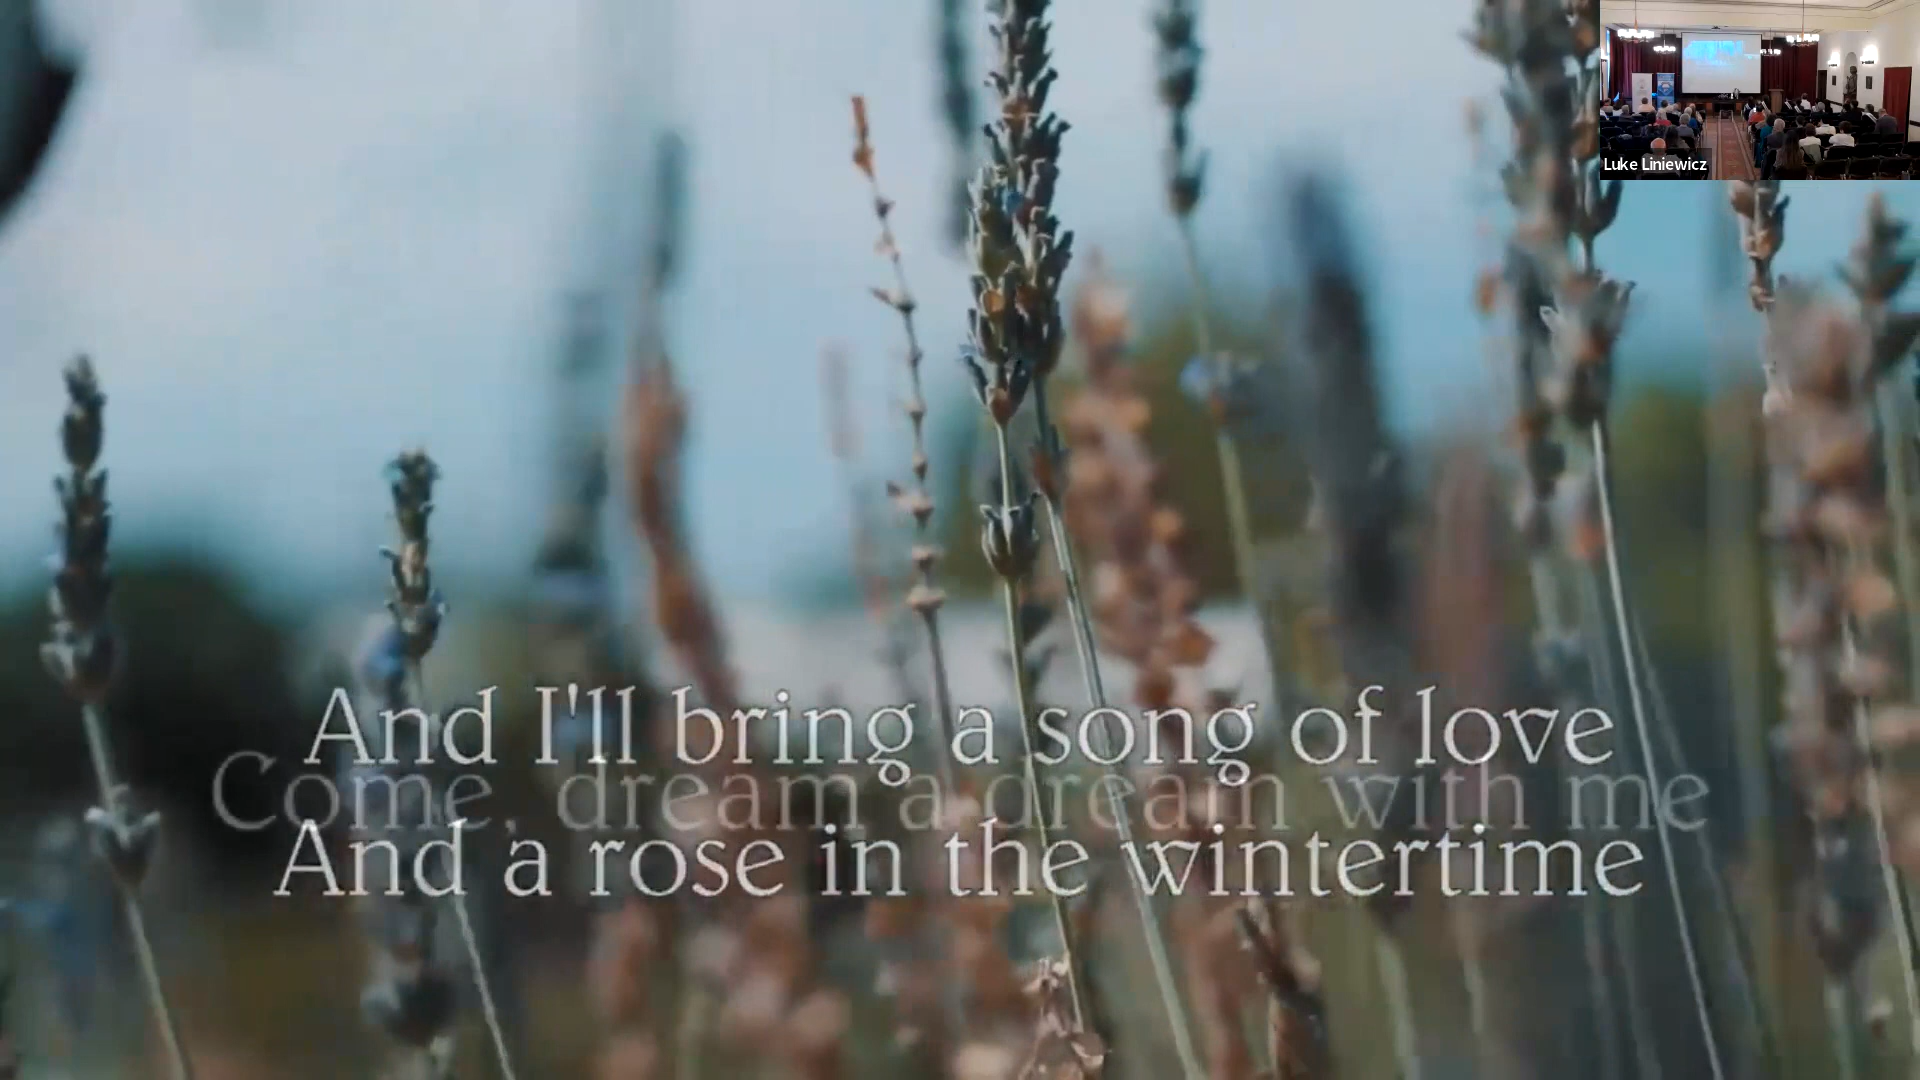 Luke Liniewicz
And I'll bring a song of love
Come, dream a dream with me
And a rose in the wintertime